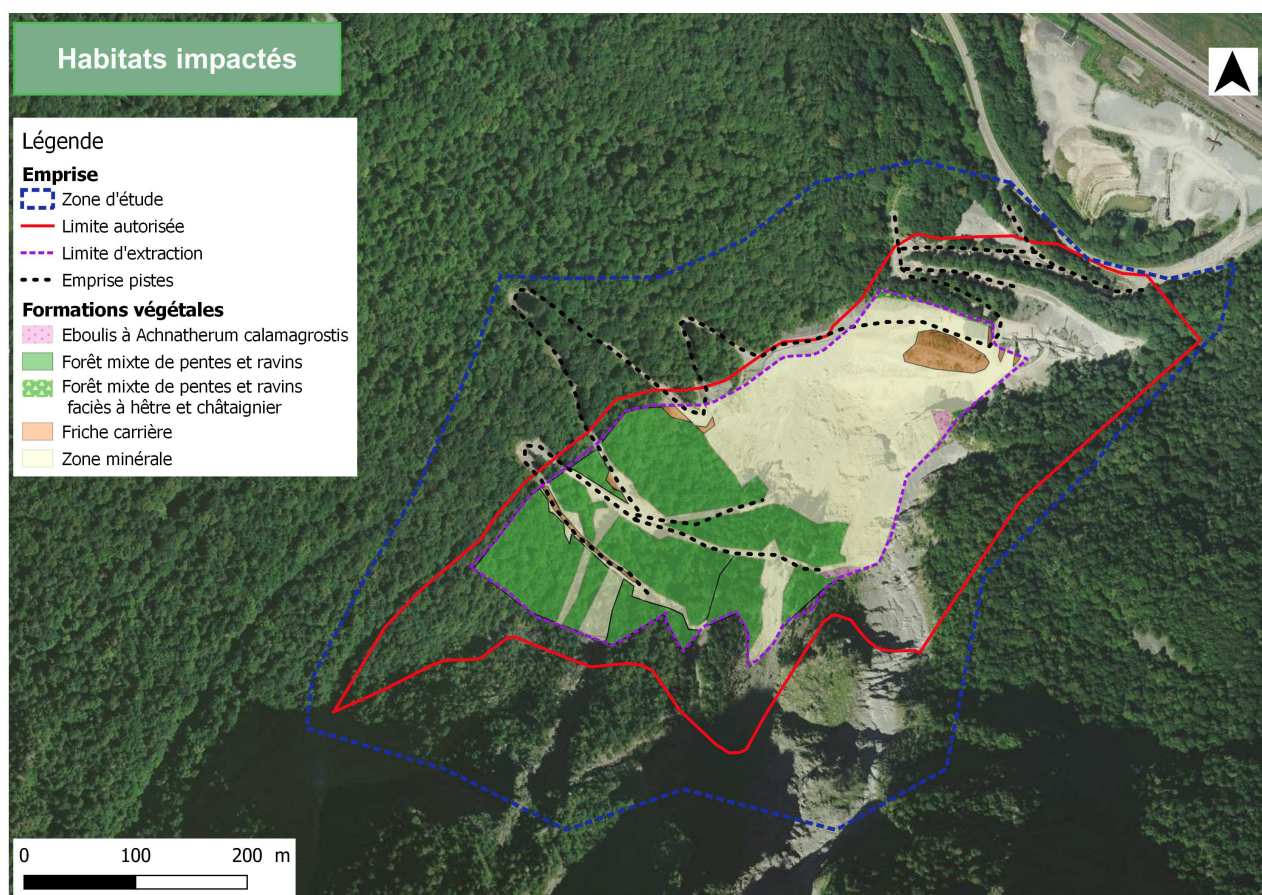 Habitats impactés
Légende
Emprise
Zone d'étude
Limite autorisée
Limite d'extraction
Emprise pistes
Formations végétales
Eboulis à Achnatherum calamagrostis
Forêt mixte de pentes et ravins
Forêt mixte de pentes et ravins
faciès à hêtre et châtaignier
Friche carrière
Zone minérale
0 100 200 m